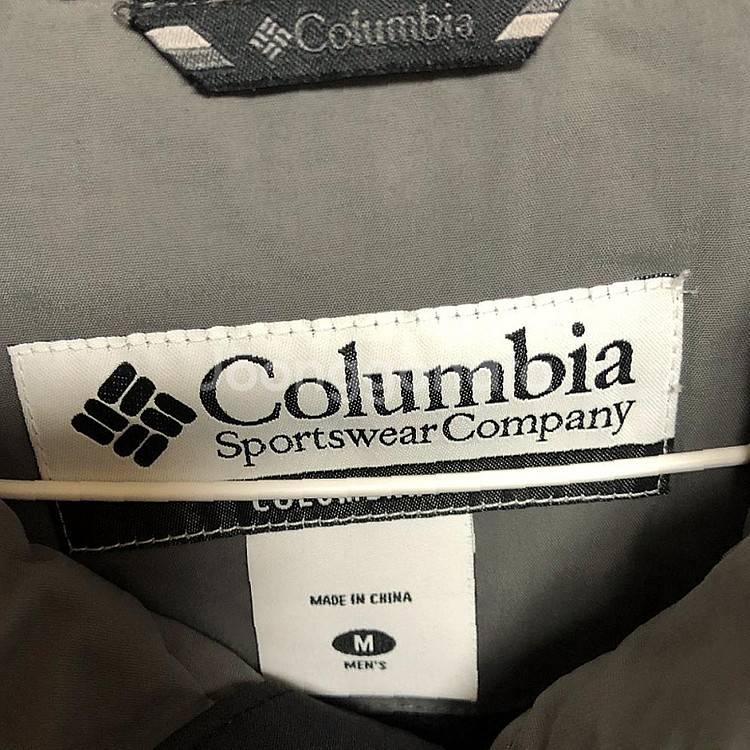 Columbia
Columbia
Sportswear Company
MADE IN CHINA
M
MEN'S